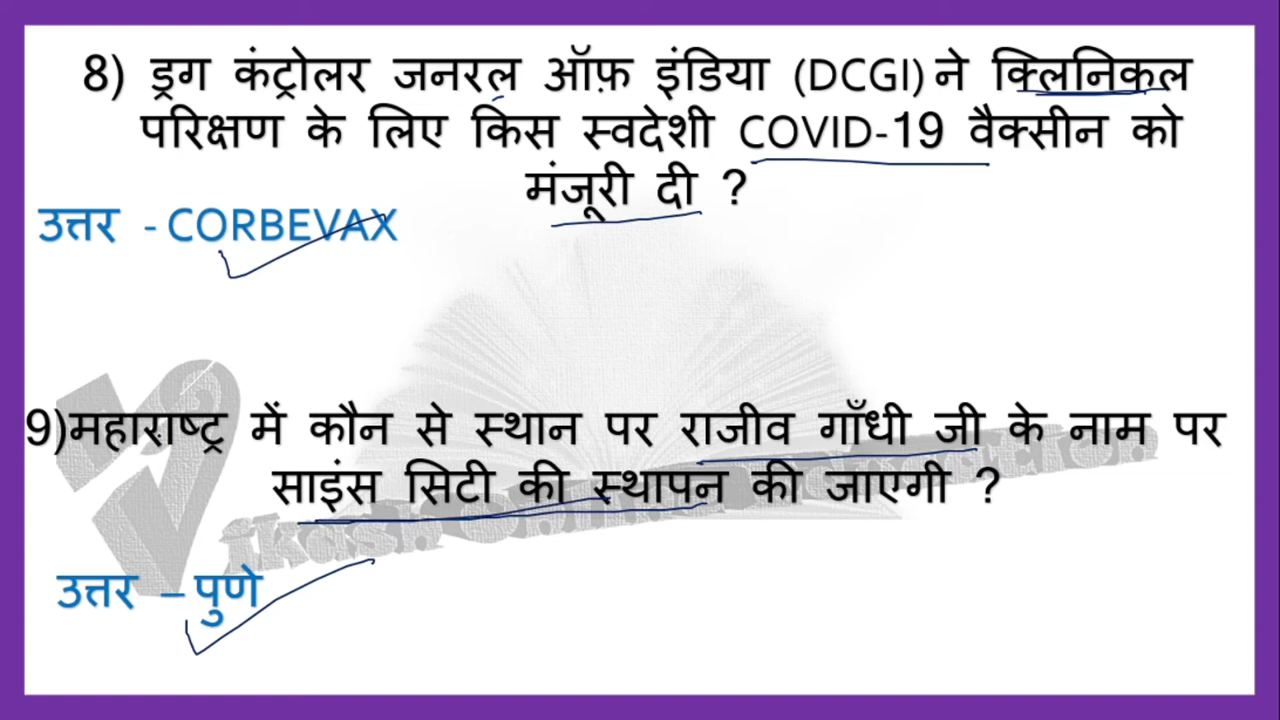 8) ड्रग कंट्रोलर जनरल ऑफ़ इंडिया (DCGI) ने क्लिनिकल
परिक्षण के लिए किस स्वदेशी COVID-19 वैक्सीन को
मंजूरी दी ?
उत्तर - CORBEVAX
9)महाराष्ट्र में कौन से स्थान पर राजीव गाँधी जी के नाम पर
साइंस सिटी की स्थापन की जाएगी ?
उत्तर – पुणे